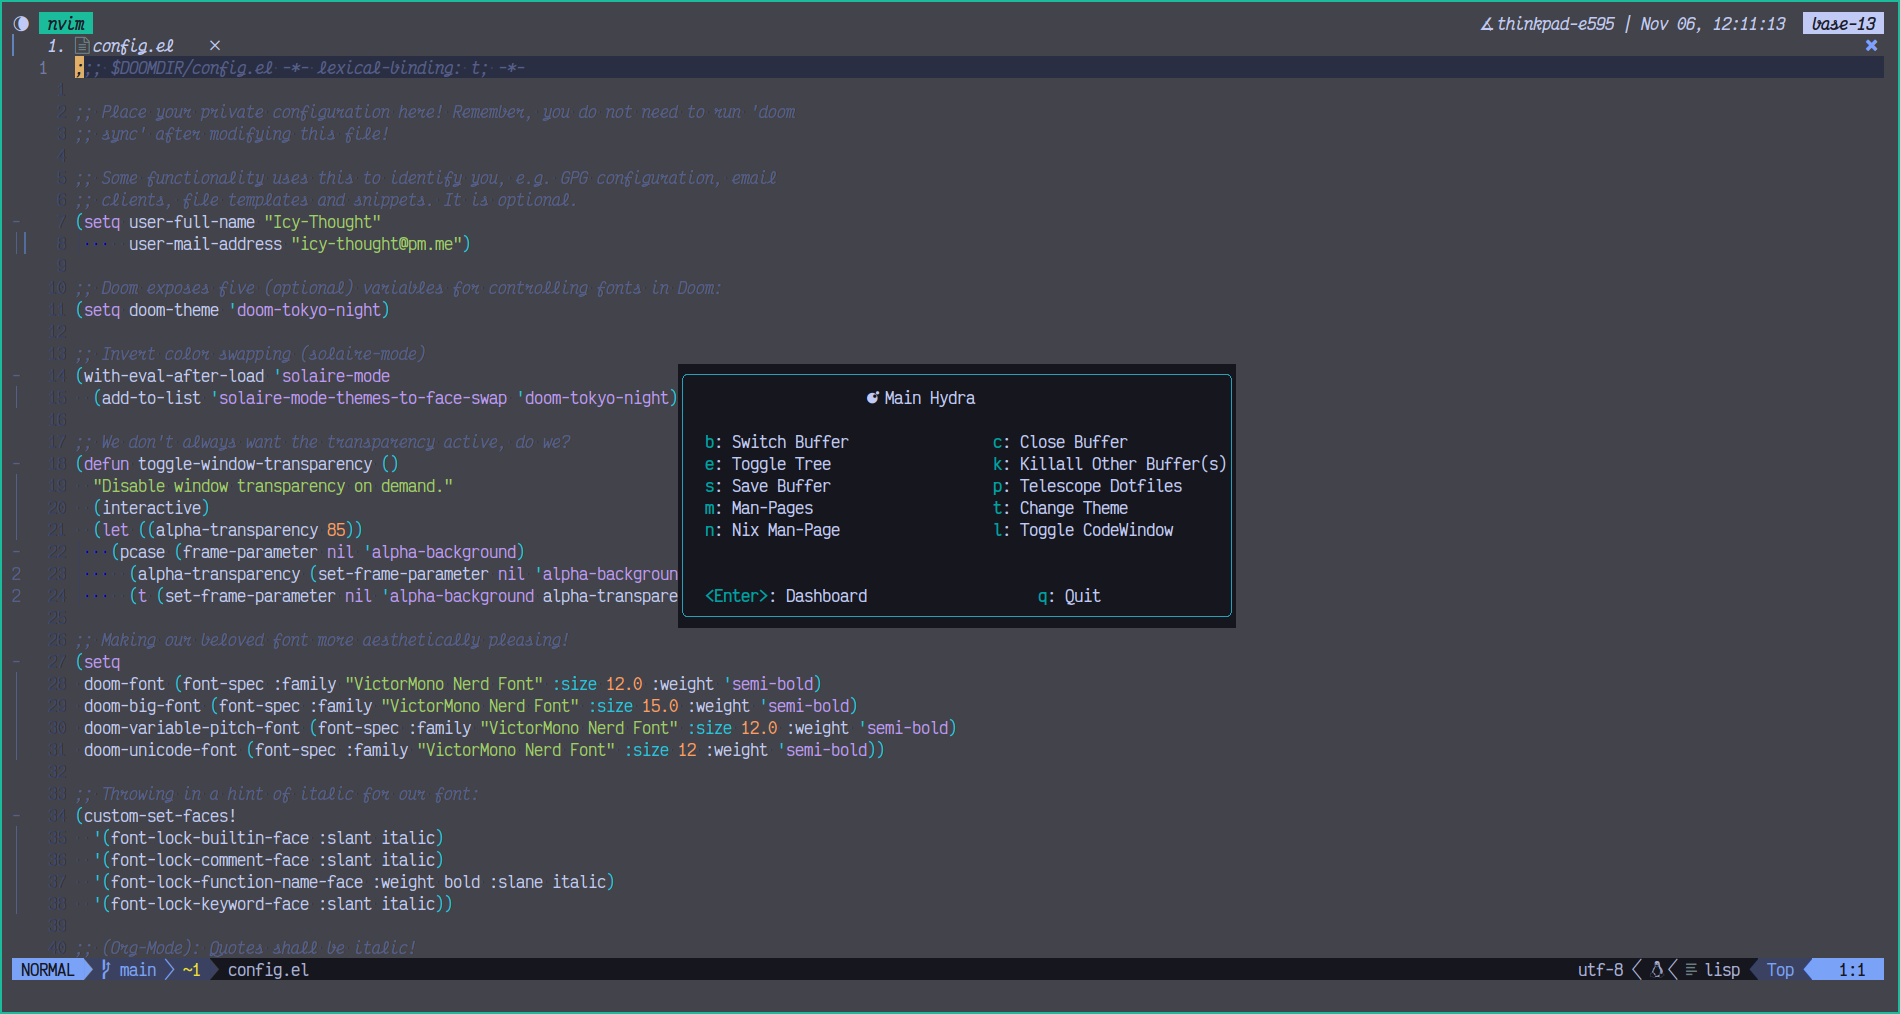 nvim
thinkpad-e595 | Nov 06, 12:11:13 base-13
1. config.el ×
1 ;;; $DOOMDIR/config.el -*- lexical-binding: t; -*-
1
2 ;; Place your private configuration here! Remember, you do not need to run 'doom
3 ;; sync' after modifying this file!
4
5 ;; Some functionality uses this to identify you, e.g. GPG configuration, email
6 ;; clients, file templates and snippets. It is optional.
- 7 (setq user-full-name "Icy-Thought"
8 ··· user-mail-address "icy-thought@pm.me")
9
10 ;; Doom exposes five (optional) variables for controlling fonts in Doom:
11 (setq doom-theme 'doom-tokyo-night)
12
13 ;; Invert color swapping (solaire-mode)
- 14 (with-eval-after-load 'solaire-mode
15 (add-to-list 'solaire-mode-themes-to-face-swap 'doom-tokyo-night)
16
17 ;; We don't always want the transparency active, do we?
- 18 (defun toggle-window-transparency ()
19 "Disable window transparency on demand."
20 (interactive)
21 (let ((alpha-transparency 85))
- 22 ··· (pcase (frame-parameter nil 'alpha-background)
2 23 ··· (alpha-transparency (set-frame-parameter nil 'alpha-backgroun
2 24 ··· (t (set-frame-parameter nil 'alpha-background alpha-transpare
25
26 ;; Making our beloved font more aesthetically pleasing!
- 27 (setq
28 doom-font (font-spec :family "VictorMono Nerd Font" :size 12.0 :weight 'semi-bold)
29 doom-big-font (font-spec :family "VictorMono Nerd Font" :size 15.0 :weight 'semi-bold)
30 doom-variable-pitch-font (font-spec :family "VictorMono Nerd Font" :size 12.0 :weight 'semi-bold)
31 doom-unicode-font (font-spec :family "VictorMono Nerd Font" :size 12 :weight 'semi-bold))
32
33 ;; Throwing in a hint of italic for our font:
- 34 (custom-set-faces!
35 '(font-lock-builtin-face :slant italic)
36 '(font-lock-comment-face :slant italic)
37 '(font-lock-function-name-face :weight bold :slane italic)
38 '(font-lock-keyword-face :slant italic))
39
40 ;; (Org-Mode): Quotes shall be italic!
Main Hydra
b: Switch Buffer c: Close Buffer
e: Toggle Tree k: Killall Other Buffer(s)
s: Save Buffer p: Telescope Dotfiles
m: Man-Pages t: Change Theme
n: Nix Man-Page l: Toggle CodeWindow
<Enter>: Dashboard q: Quit
NORMAL main ~1 config.el utf-8 lisp Top 1:1